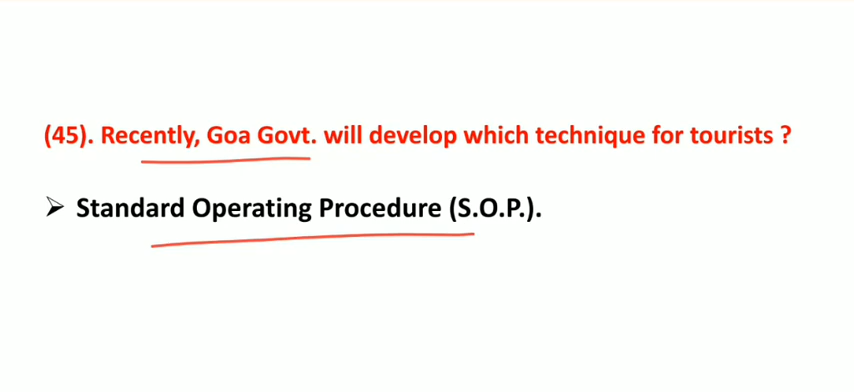 (45). Recently, Goa Govt. will develop which technique for tourists ?
➢ Standard Operating Procedure (S.O.P.).